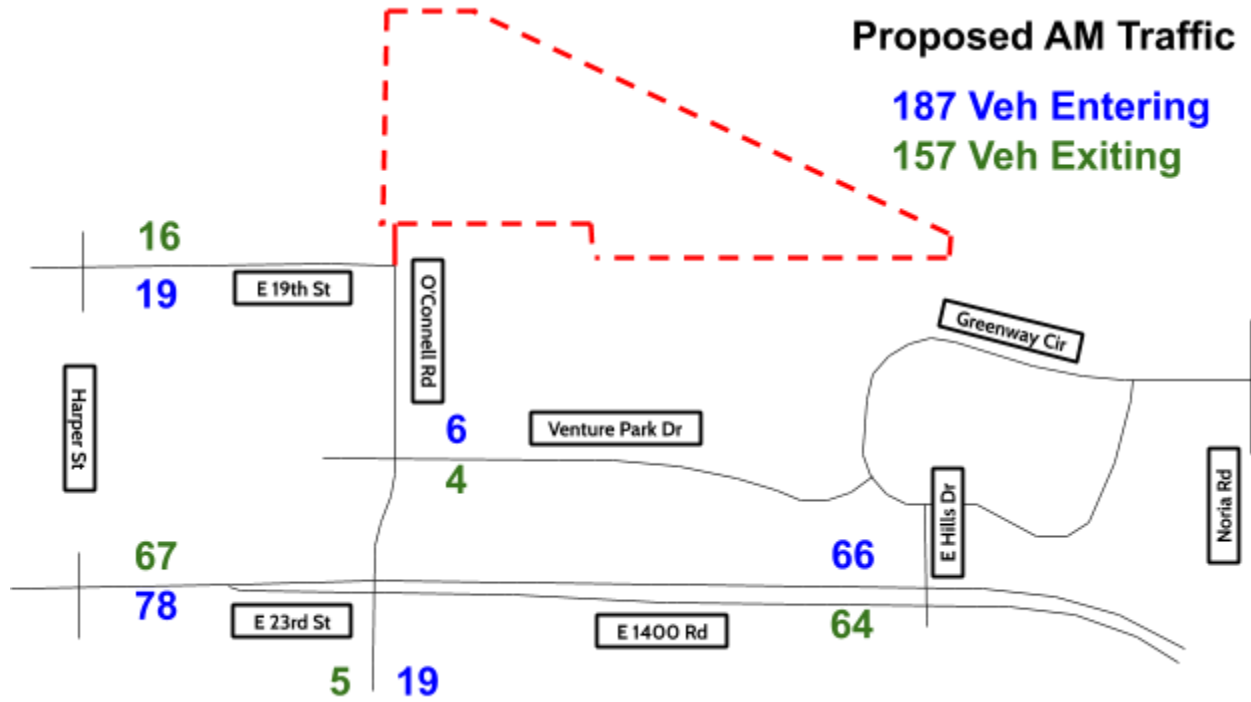 Proposed AM Traffic
187 Veh Entering
157 Veh Exiting
16
19
E 19th St
O'Connell Rd
Greenway Cir
Harper St
6
Venture Park Dr
4
E Hills Dr
Noria Rd
67
66
78
E 23rd St
E 1400 Rd
64
5
19